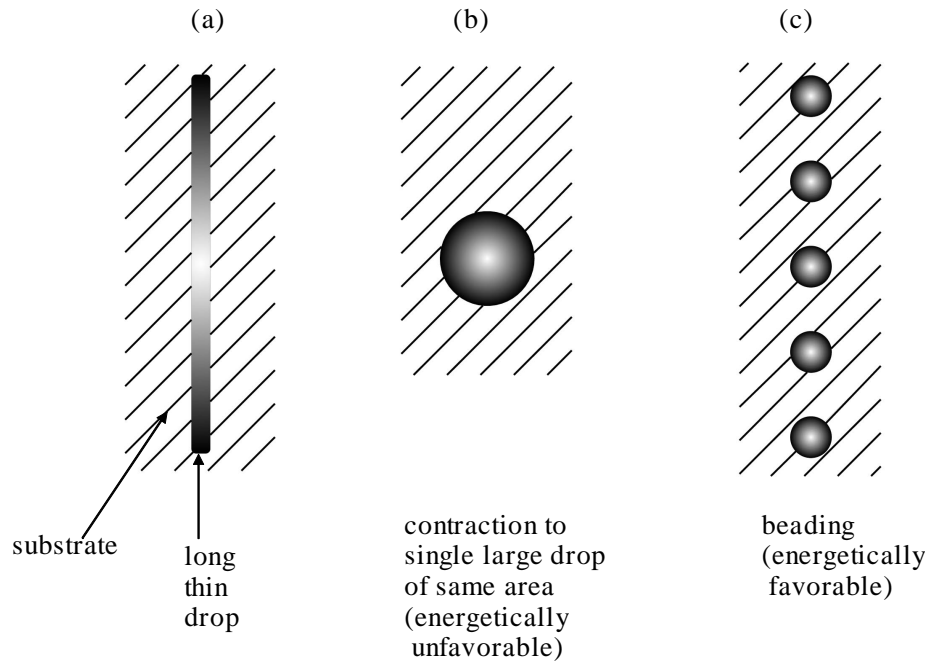 (a)
(b)
(c)
substrate
long
thin
drop
contraction to
single large drop
of same area
(energetically
unfavorable)
beading
(energetically
favorable)